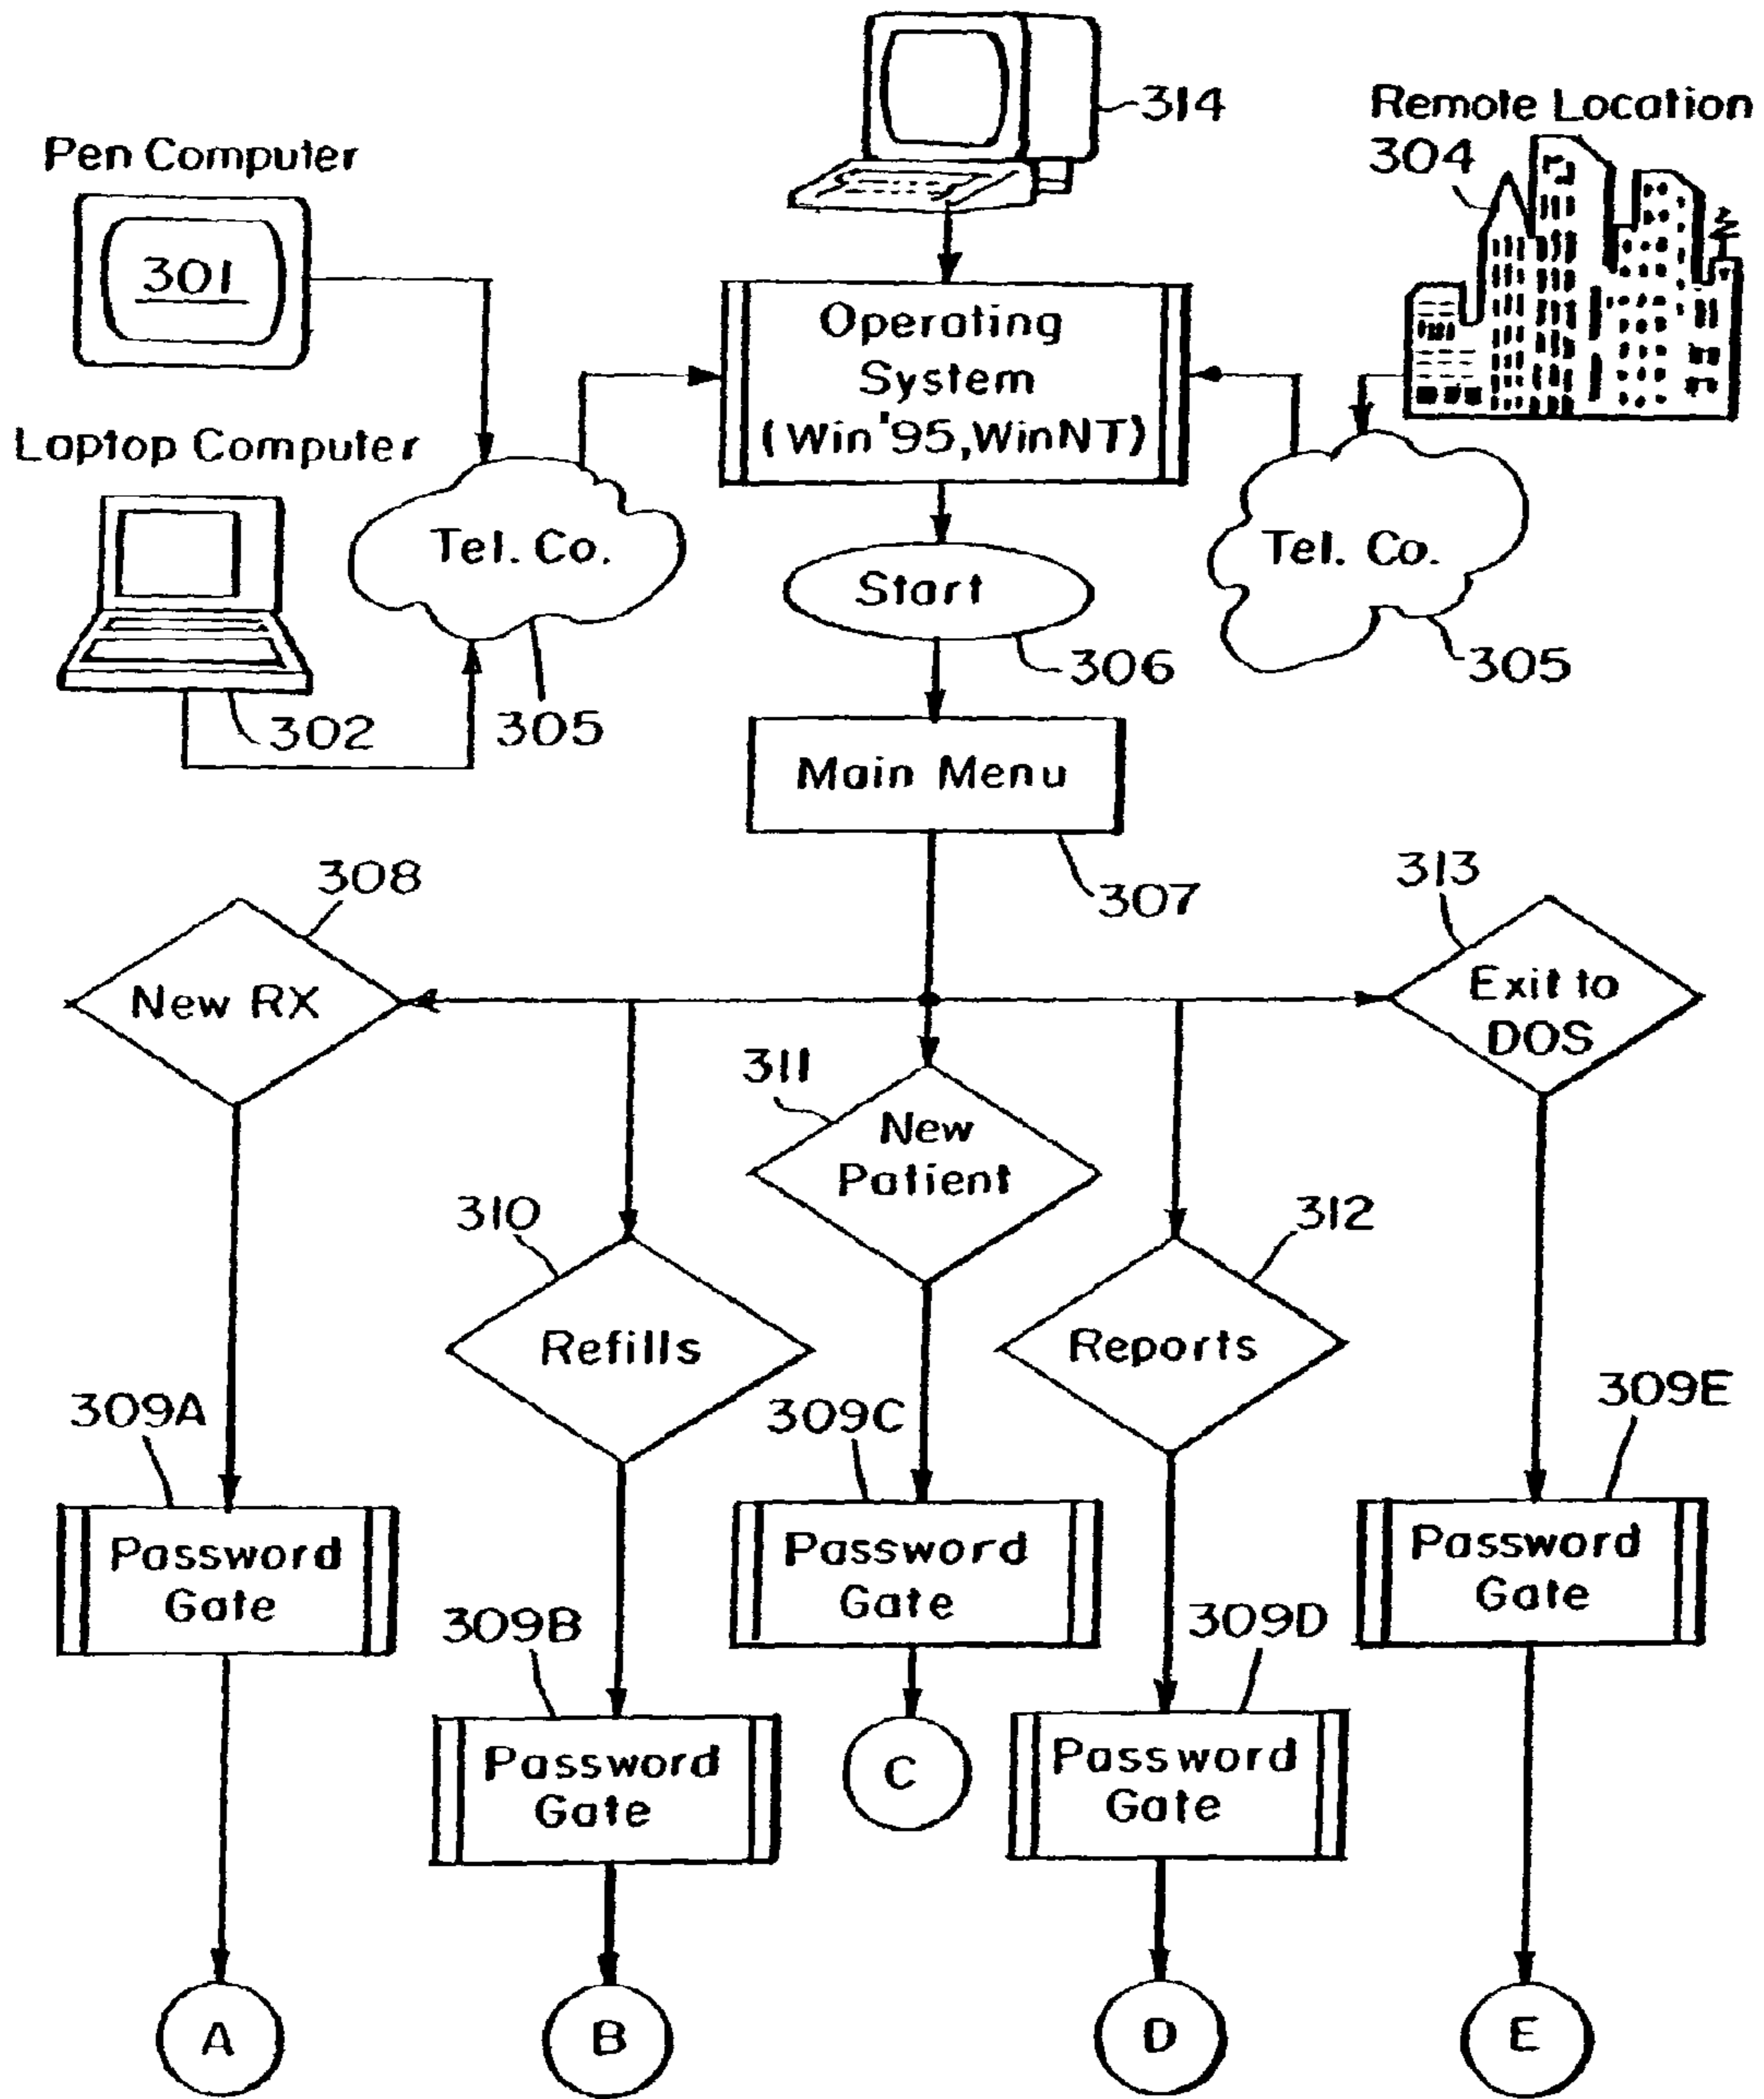 314
Remote Location
304
Pen Computer
301
Operating
System
(Win '95, WinNT)
Laptop Computer
Tel. Co.
Tel. Co.
Start
306
305
302
305
Main Menu
307
308
313
New RX
Exit to
DOS
311
New
Patient
310
312
Refills
Reports
309A
309C
309E
Password
Gate
Password
Gate
Password
Gate
309B
309D
Password
Gate
C
Password
Gate
A
B
D
E